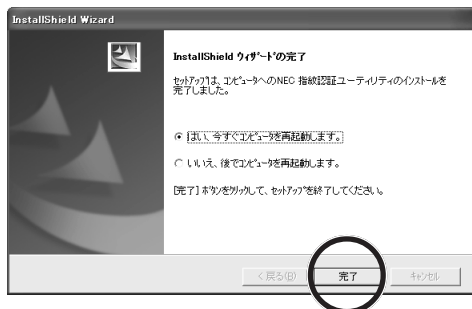 InstallShield Wizard
InstallShield ウィザードの完了
セットアップは、コンピュータへのNEC 指紋認証ユーティリティのインストールを
完了しました。
はい、今すぐコンピュータを再起動します。
いいえ、後でコンピュータを再起動します。
[完了] ボタンをクリックして、セットアップを終了してください。
< 戻る(B)
完了
キャンセル